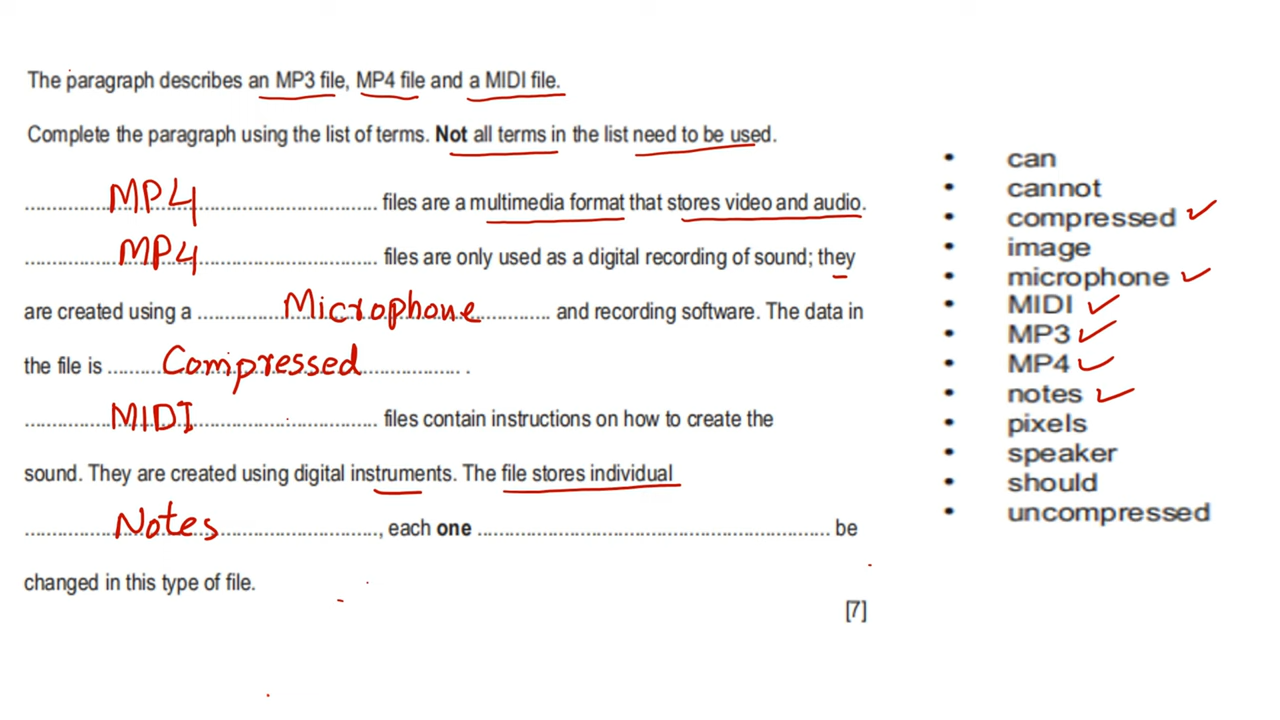 The paragraph describes an MP3 file, MP4 file and a MIDI file.
Complete the paragraph using the list of terms. Not all terms in the list need to be used.
MP4 files are a multimedia format that stores video and audio.
MP4 files are only used as a digital recording of sound; they
are created using a Microphone and recording software. The data in
the file is Compressed .
MIDI files contain instructions on how to create the
sound. They are created using digital instruments. The file stores individual
Notes, each one .................... be
changed in this type of file.
[7]
• can
• cannot
• compressed
• image
• microphone
• MIDI
• MP3
• MP4
• notes
• pixels
• speaker
• should
• uncompressed